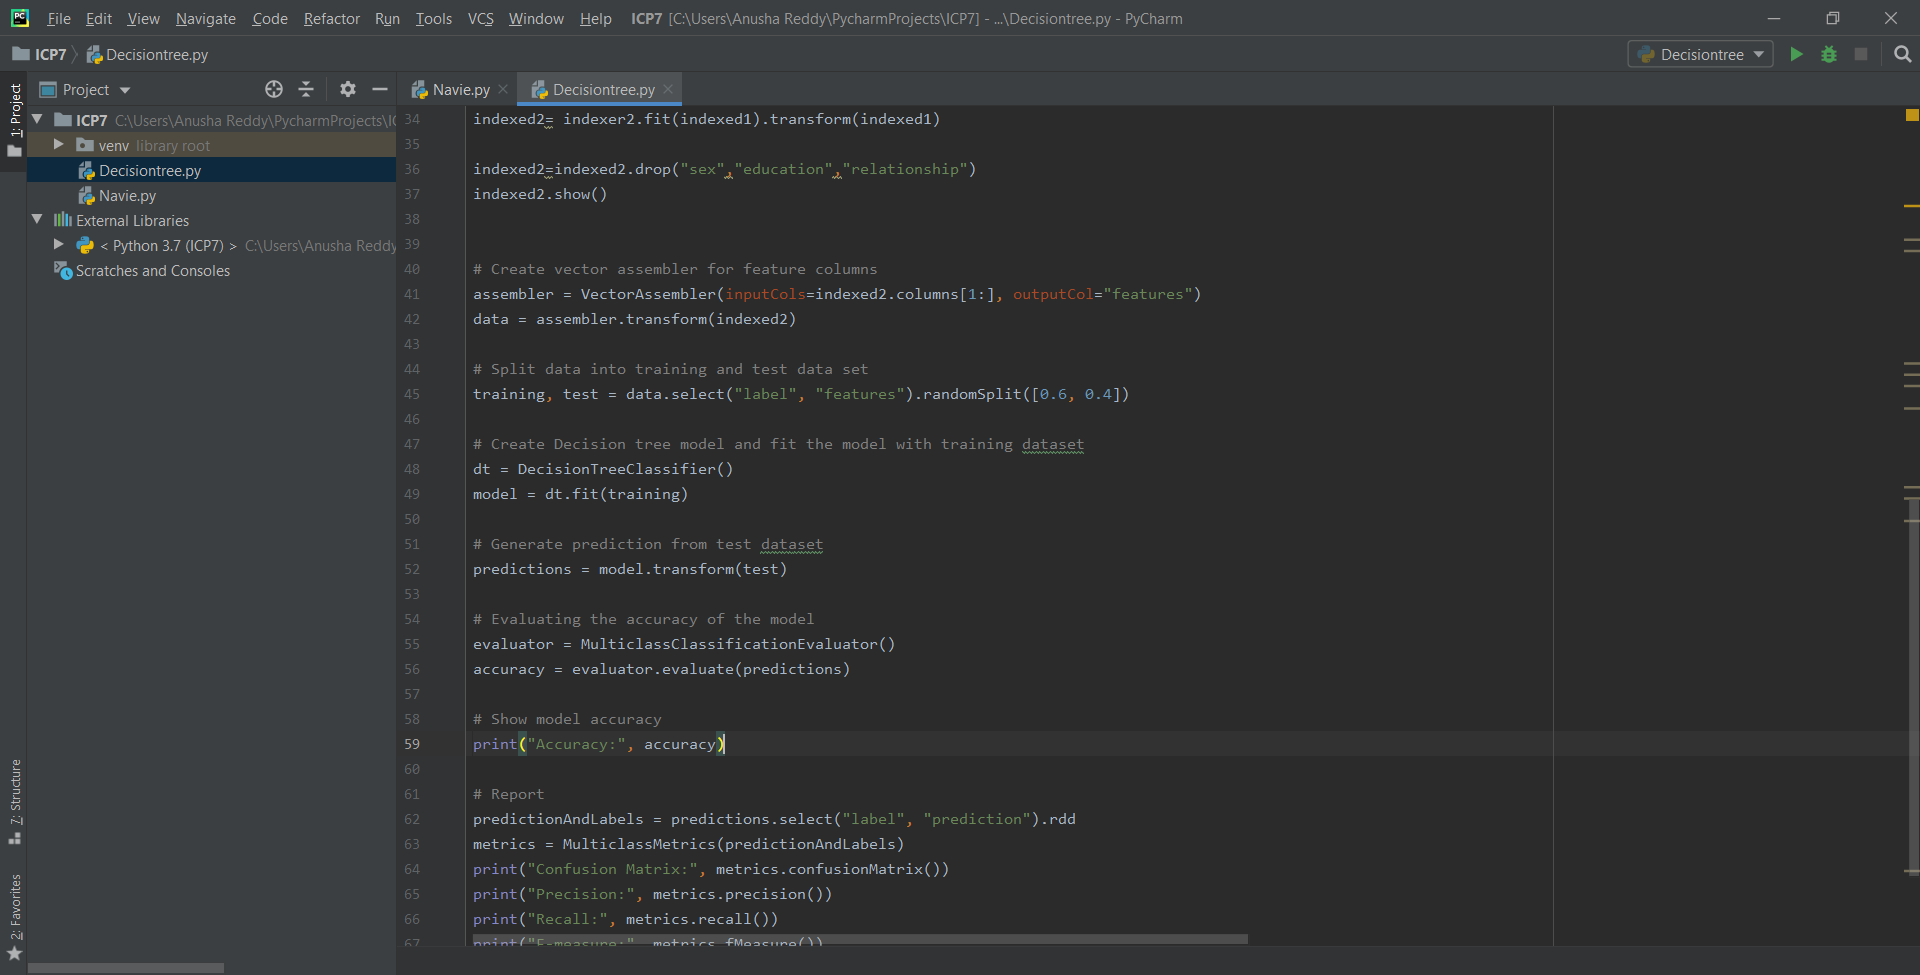 PC File Edit View Navigate Code Refactor Run Tools VCS Window Help ICP7 [C:\Users\Anusha Reddy\PycharmProjects\ICP7] - ...\Decisiontree.py - PyCharm
ICP7 Decisiontree.py Decisiontree
1: Project
Project
ICP7 C:\Users\Anusha Reddy\PycharmProjects\IC
venv library root
Decisiontree.py
Navie.py
External Libraries
< Python 3.7 (ICP7) > C:\Users\Anusha Reddy
Scratches and Consoles
7: Structure
2: Favorites
Navie.py Decisiontree.py
34 indexed2= indexer2.fit(indexed1).transform(indexed1)
35
36 indexed2=indexed2.drop("sex","education","relationship")
37 indexed2.show()
38
39
40 # Create vector assembler for feature columns
41 assembler = VectorAssembler(inputCols=indexed2.columns[1:], outputCol="features")
42 data = assembler.transform(indexed2)
43
44 # Split data into training and test data set
45 training, test = data.select("label", "features").randomSplit([0.6, 0.4])
46
47 # Create Decision tree model and fit the model with training dataset
48 dt = DecisionTreeClassifier()
49 model = dt.fit(training)
50
51 # Generate prediction from test dataset
52 predictions = model.transform(test)
53
54 # Evaluating the accuracy of the model
55 evaluator = MulticlassClassificationEvaluator()
56 accuracy = evaluator.evaluate(predictions)
57
58 # Show model accuracy
59 print("Accuracy:", accuracy)
60
61 # Report
62 predictionAndLabels = predictions.select("label", "prediction").rdd
63 metrics = MulticlassMetrics(predictionAndLabels)
64 print("Confusion Matrix:", metrics.confusionMatrix())
65 print("Precision:", metrics.precision())
66 print("Recall:", metrics.recall())
67 print("F-measure:", metrics.fMeasure())